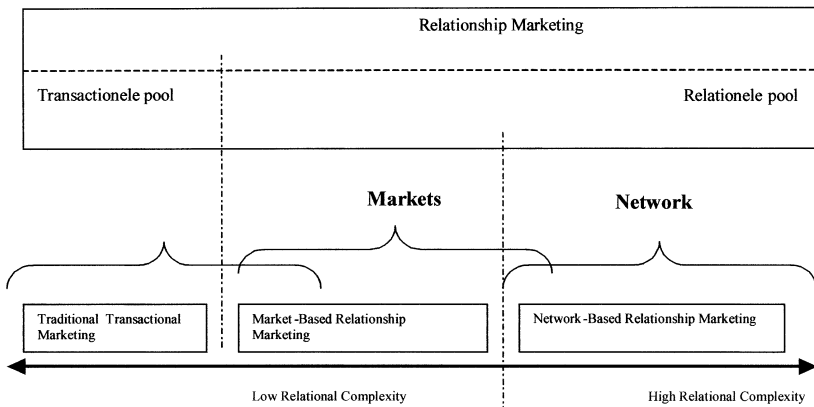 Relationship Marketing
Transactionele pool
Relationele pool
Markets
Network
Traditional Transactional
Marketing
Market-Based Relationship
Marketing
Network-Based Relationship Marketing
Low Relational Complexity
High Relational Complexity